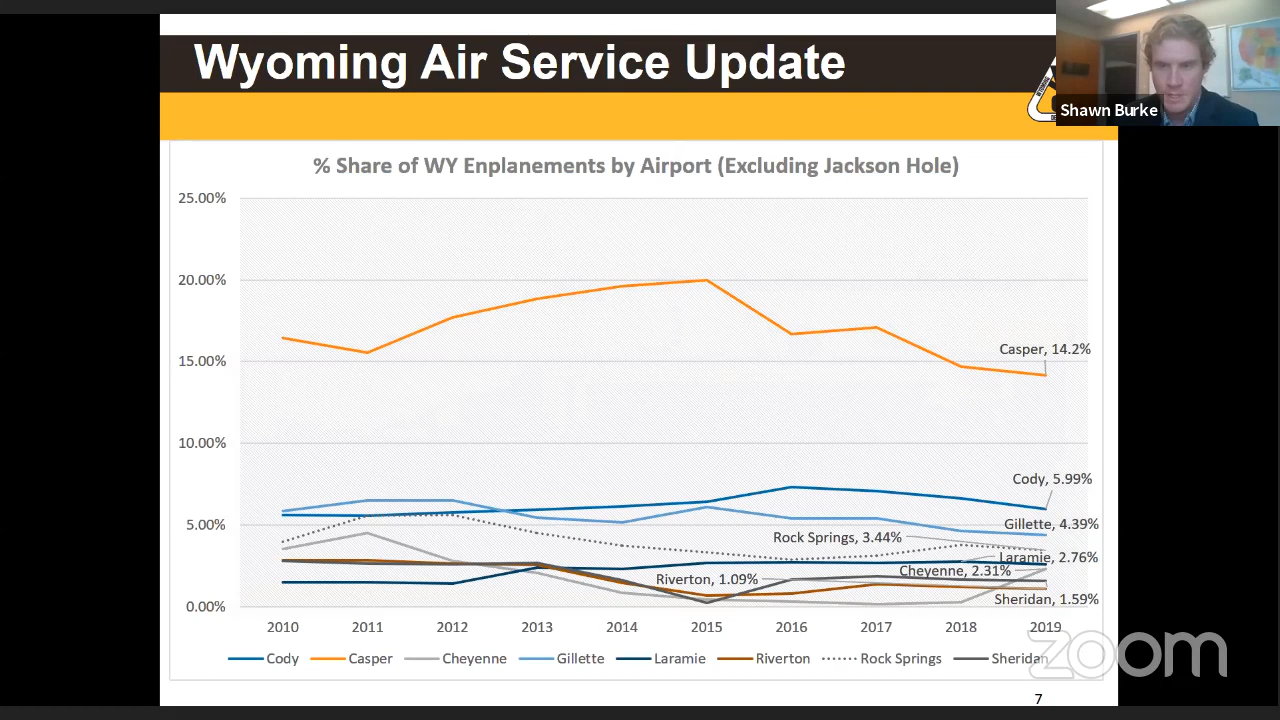 Wyoming Air Service Update
Shawn Burke
% Share of WY Enplanements by Airport (Excluding Jackson Hole)
25.00%
20.00%
15.00%
10.00%
5.00%
0.00%
Casper, 14.2%
Cody, 5.99%
Gillette, 4.39%
Rock Springs, 3.44%
Laramie, 2.76%
Cheyenne, 2.31%
Riverton, 1.09%
Sheridan, 1.59%
2010 2011 2012 2013 2014 2015 2016 2017 2018 2019
Cody Casper Cheyenne Gillette Laramie Riverton Rock Springs Sheridan
zoom
7